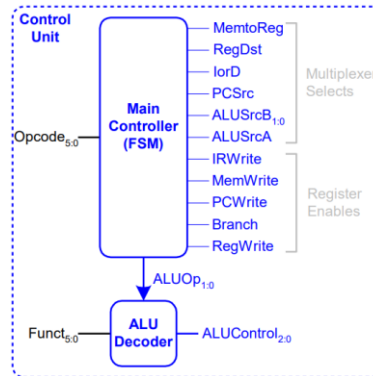 Control
Unit
MemtoReg
RegDst
IorD
PCSrc
ALUSrcB1:0
ALUSrcA
Multiplexer
Selects
Main
Controller
(FSM)
Opcode5:0
IRWrite
MemWrite
PCWrite
Branch
RegWrite
Register
Enables
ALUOp1:0
ALU
Decoder
Funct5:0
ALUControl2:0